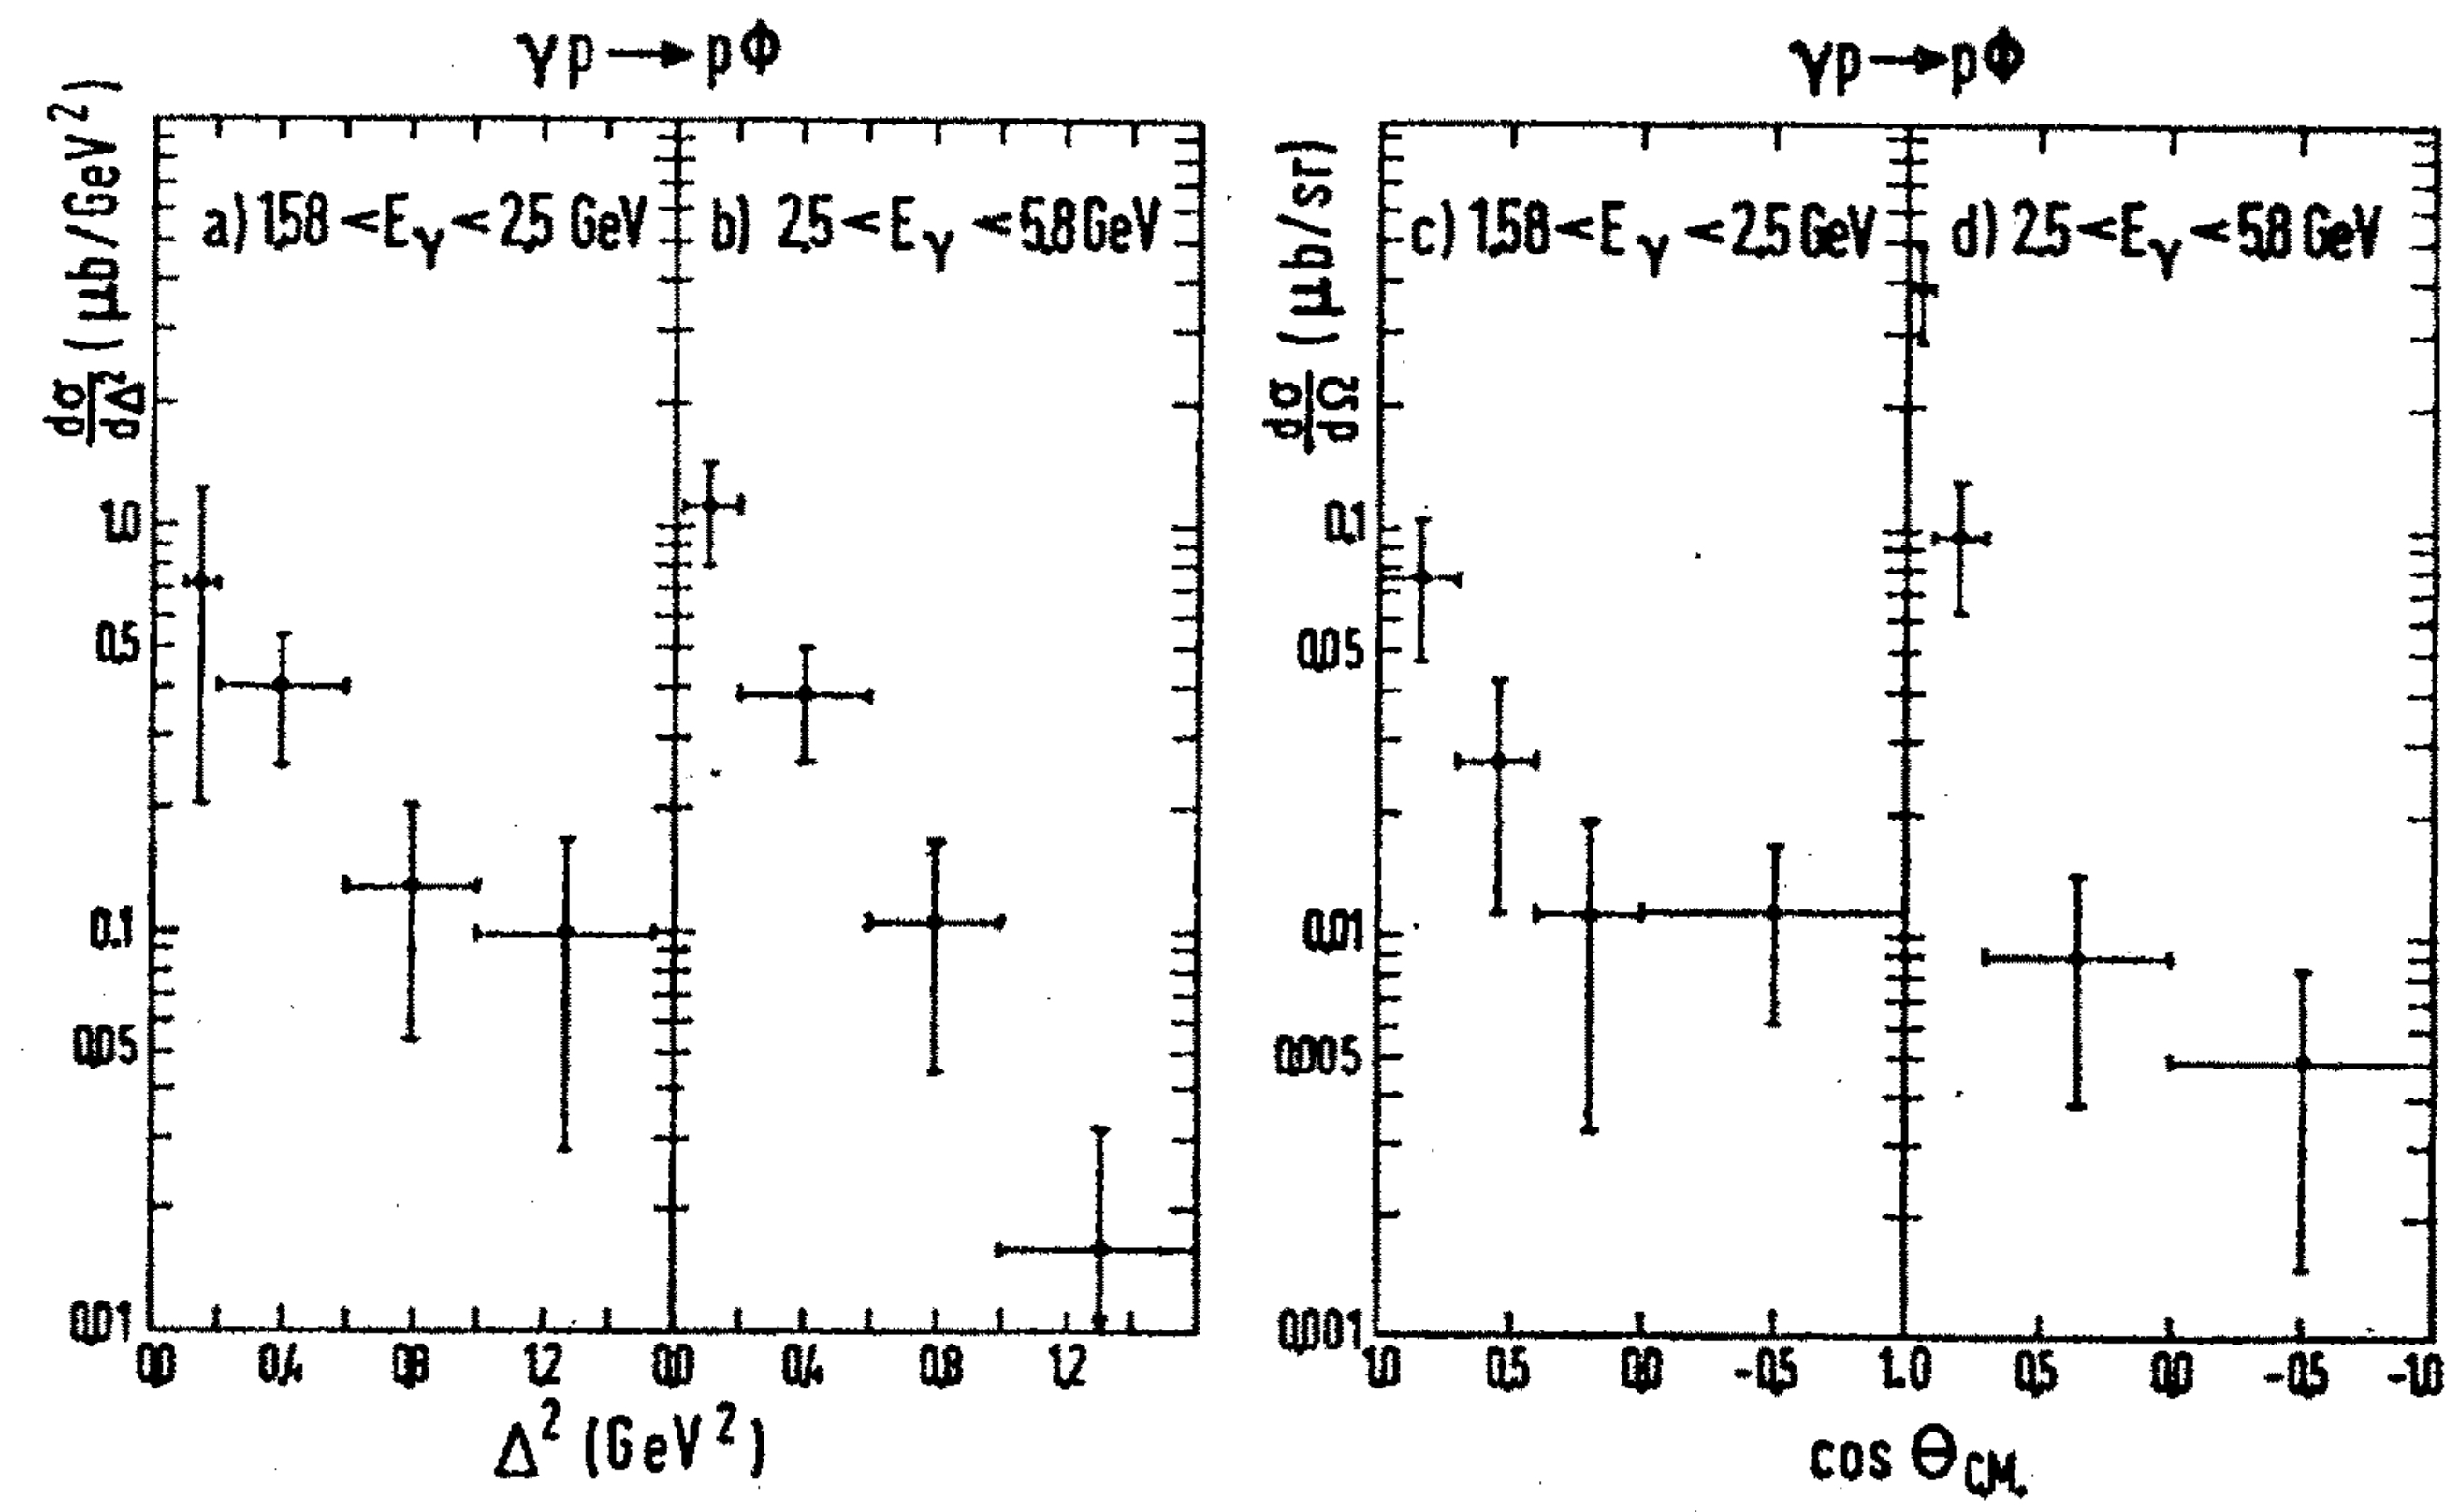 γp → pΦ
γp → pΦ
dσ/dΔ² (μb/GeV²)
a) 1.58 < Eγ < 2.5 GeV
b) 2.5 < Eγ < 5.8 GeV
1.0
0.5
0.1
0.05
0.01
0.0 0.4 0.8 1.2 0.0 0.4 0.8 1.2
Δ² (GeV²)
dσ/dΩ (μb/sr)
c) 1.58 < Eγ < 2.5 GeV
d) 2.5 < Eγ < 5.8 GeV
0.1
0.05
0.01
0.005
0.001
1.0 0.5 0.0 -0.5 1.0 0.5 0.0 -0.5 -1.0
cos Θ C.M.